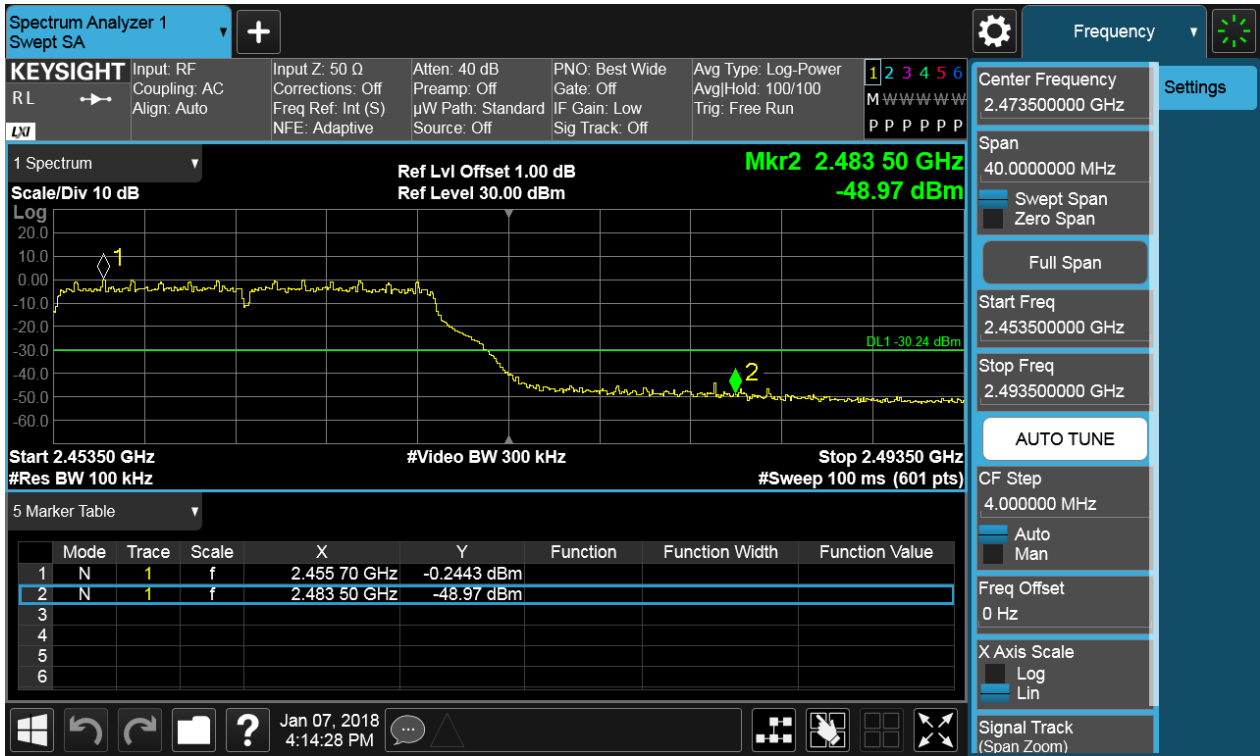 Spectrum Analyzer 1
Swept SA
Frequency
KEYSIGHT
RL
LXI
Input: RF
Coupling: AC
Align: Auto
Input Z: 50 Ω
Corrections: Off
Freq Ref: Int (S)
NFE: Adaptive
Atten: 40 dB
Preamp: Off
µW Path: Standard
Source: Off
PNO: Best Wide
Gate: Off
IF Gain: Low
Sig Track: Off
Avg Type: Log-Power
Avg|Hold: 100/100
Trig: Free Run
1 2 3 4 5 6
M W W W W W
P P P P P P
1 Spectrum
Scale/Div 10 dB
Ref Lvl Offset 1.00 dB
Ref Level 30.00 dBm
Mkr2 2.483 50 GHz
-48.97 dBm
Log
20.0
10.0
0.00
-10.0
-20.0
-30.0
-40.0
-50.0
-60.0
1
2
DL1 -30.24 dBm
Start 2.45350 GHz
#Video BW 300 kHz
Stop 2.49350 GHz
#Res BW 100 kHz
#Sweep 100 ms (601 pts)
5 Marker Table
Mode Trace Scale X Y Function Function Width Function Value
1 N 1 f 2.455 70 GHz -0.2443 dBm
2 N 1 f 2.483 50 GHz -48.97 dBm
3
4
5
6
Center Frequency
2.473500000 GHz
Span
40.0000000 MHz
Swept Span
Zero Span
Full Span
Start Freq
2.453500000 GHz
Stop Freq
2.493500000 GHz
AUTO TUNE
CF Step
4.000000 MHz
Auto
Man
Freq Offset
0 Hz
X Axis Scale
Log
Lin
Signal Track
(Span Zoom)
Settings
?
Jan 07, 2018
4:14:28 PM